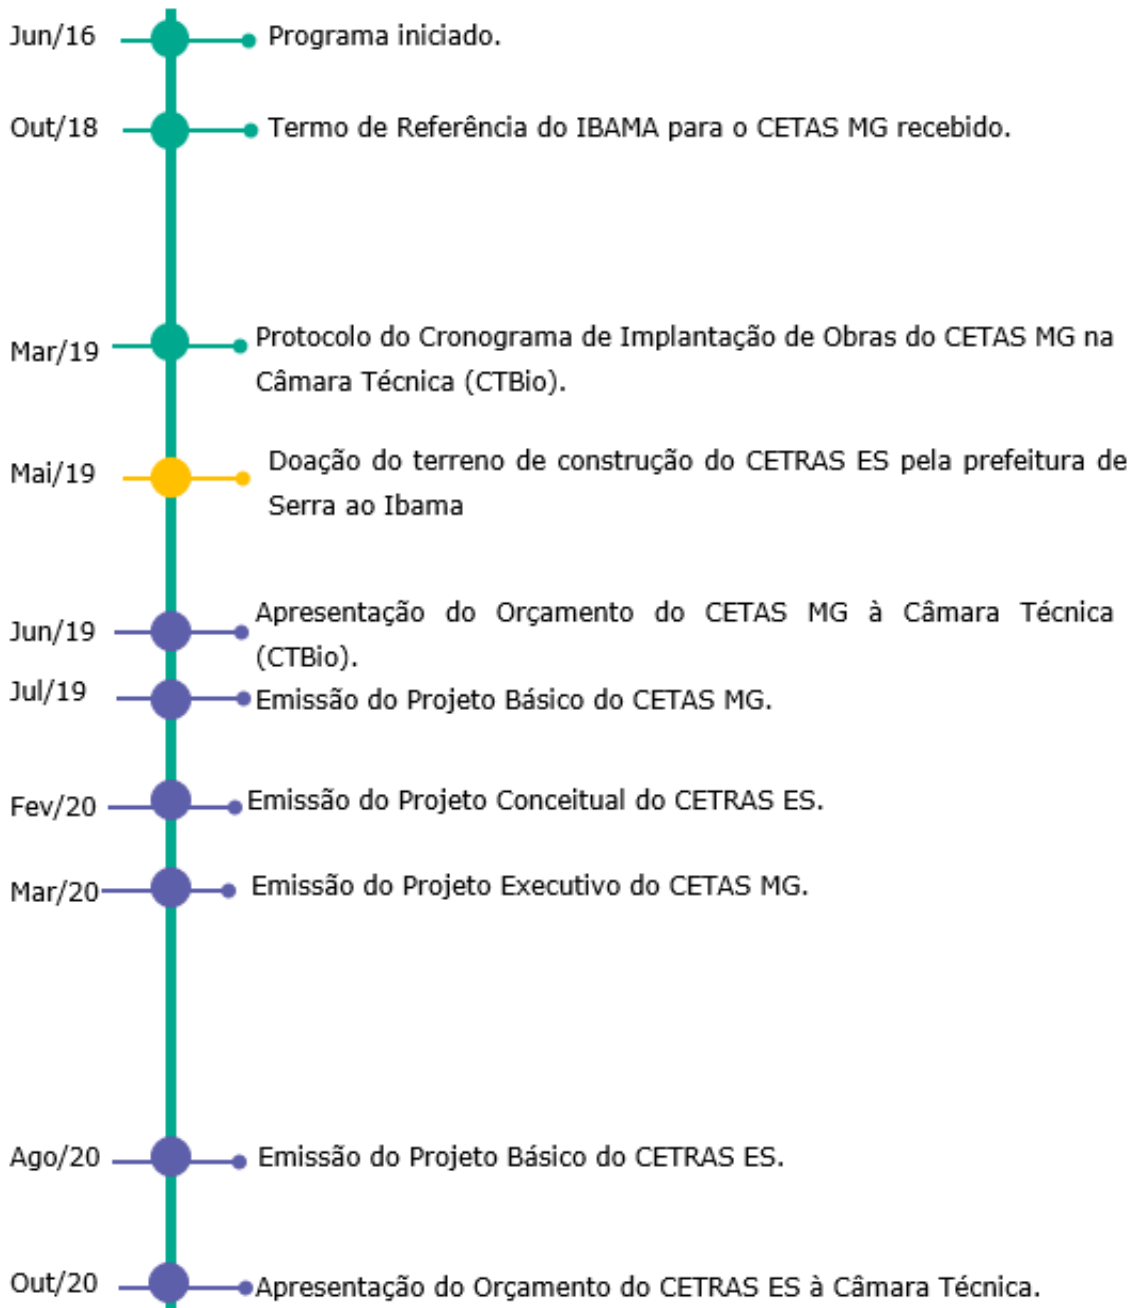 Jun/16 Programa iniciado.
Out/18 Termo de Referência do IBAMA para o CETAS MG recebido.
Mar/19 Protocolo do Cronograma de Implantação de Obras do CETAS MG na
Câmara Técnica (CTBio).
Mai/19 Doação do terreno de construção do CETRAS ES pela prefeitura de
Serra ao Ibama
Jun/19 Apresentação do Orçamento do CETAS MG à Câmara Técnica
(CTBio).
Jul/19 Emissão do Projeto Básico do CETAS MG.
Fev/20 Emissão do Projeto Conceitual do CETRAS ES.
Mar/20 Emissão do Projeto Executivo do CETAS MG.
Ago/20 Emissão do Projeto Básico do CETRAS ES.
Out/20 Apresentação do Orçamento do CETRAS ES à Câmara Técnica.